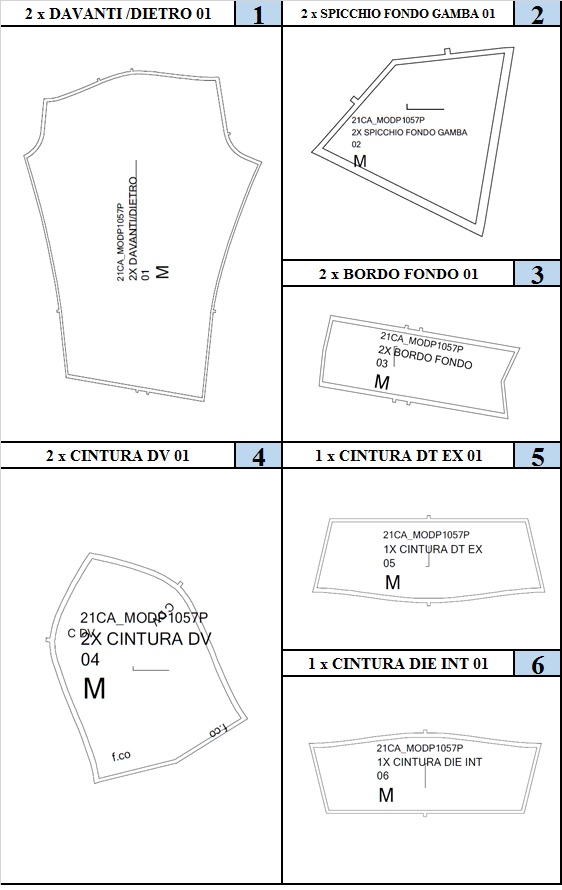 2 x DAVANTI /DIETRO 01
1
21CA_MODP1057P
2X DAVANTI/DIETRO
01
M
2 x SPICCHIO FONDO GAMBA 01
2
21CA_MODP1057P
2X SPICCHIO FONDO GAMBA
02
M
2 x BORDO FONDO 01
3
21CA_MODP1057P
2X BORDO FONDO
03
M
2 x CINTURA DV 01
4
21CA_MODP1057P
C DV
2X CINTURA DV
04
M
f.co
f.co
1 x CINTURA DT EX 01
5
21CA_MODP1057P
1X CINTURA DT EX
05
M
1 x CINTURA DIE INT 01
6
21CA_MODP1057P
1X CINTURA DIE INT
06
M